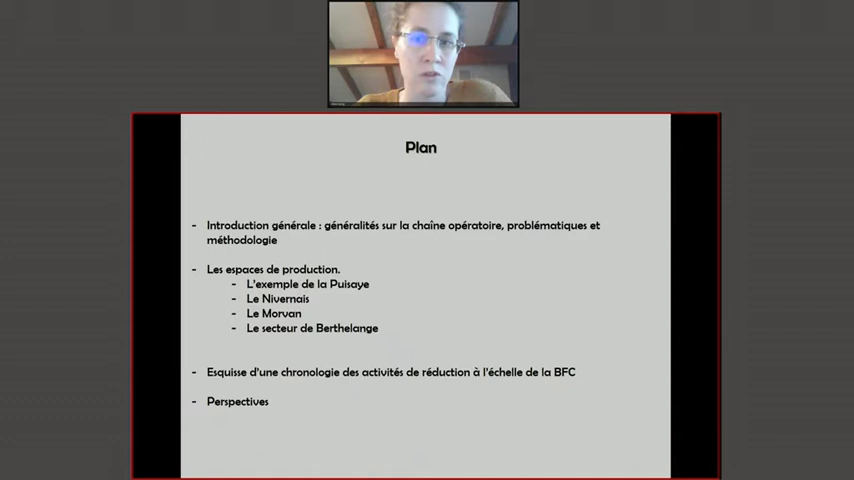 Plan
- Introduction générale : généralités sur la chaîne opératoire, problématiques et
méthodologie
- Les espaces de production.
- L'exemple de la Puisaye
- Le Nivernais
- Le Morvan
- Le secteur de Berthelange
- Esquisse d'une chronologie des activités de réduction à l'échelle de la BFC
- Perspectives